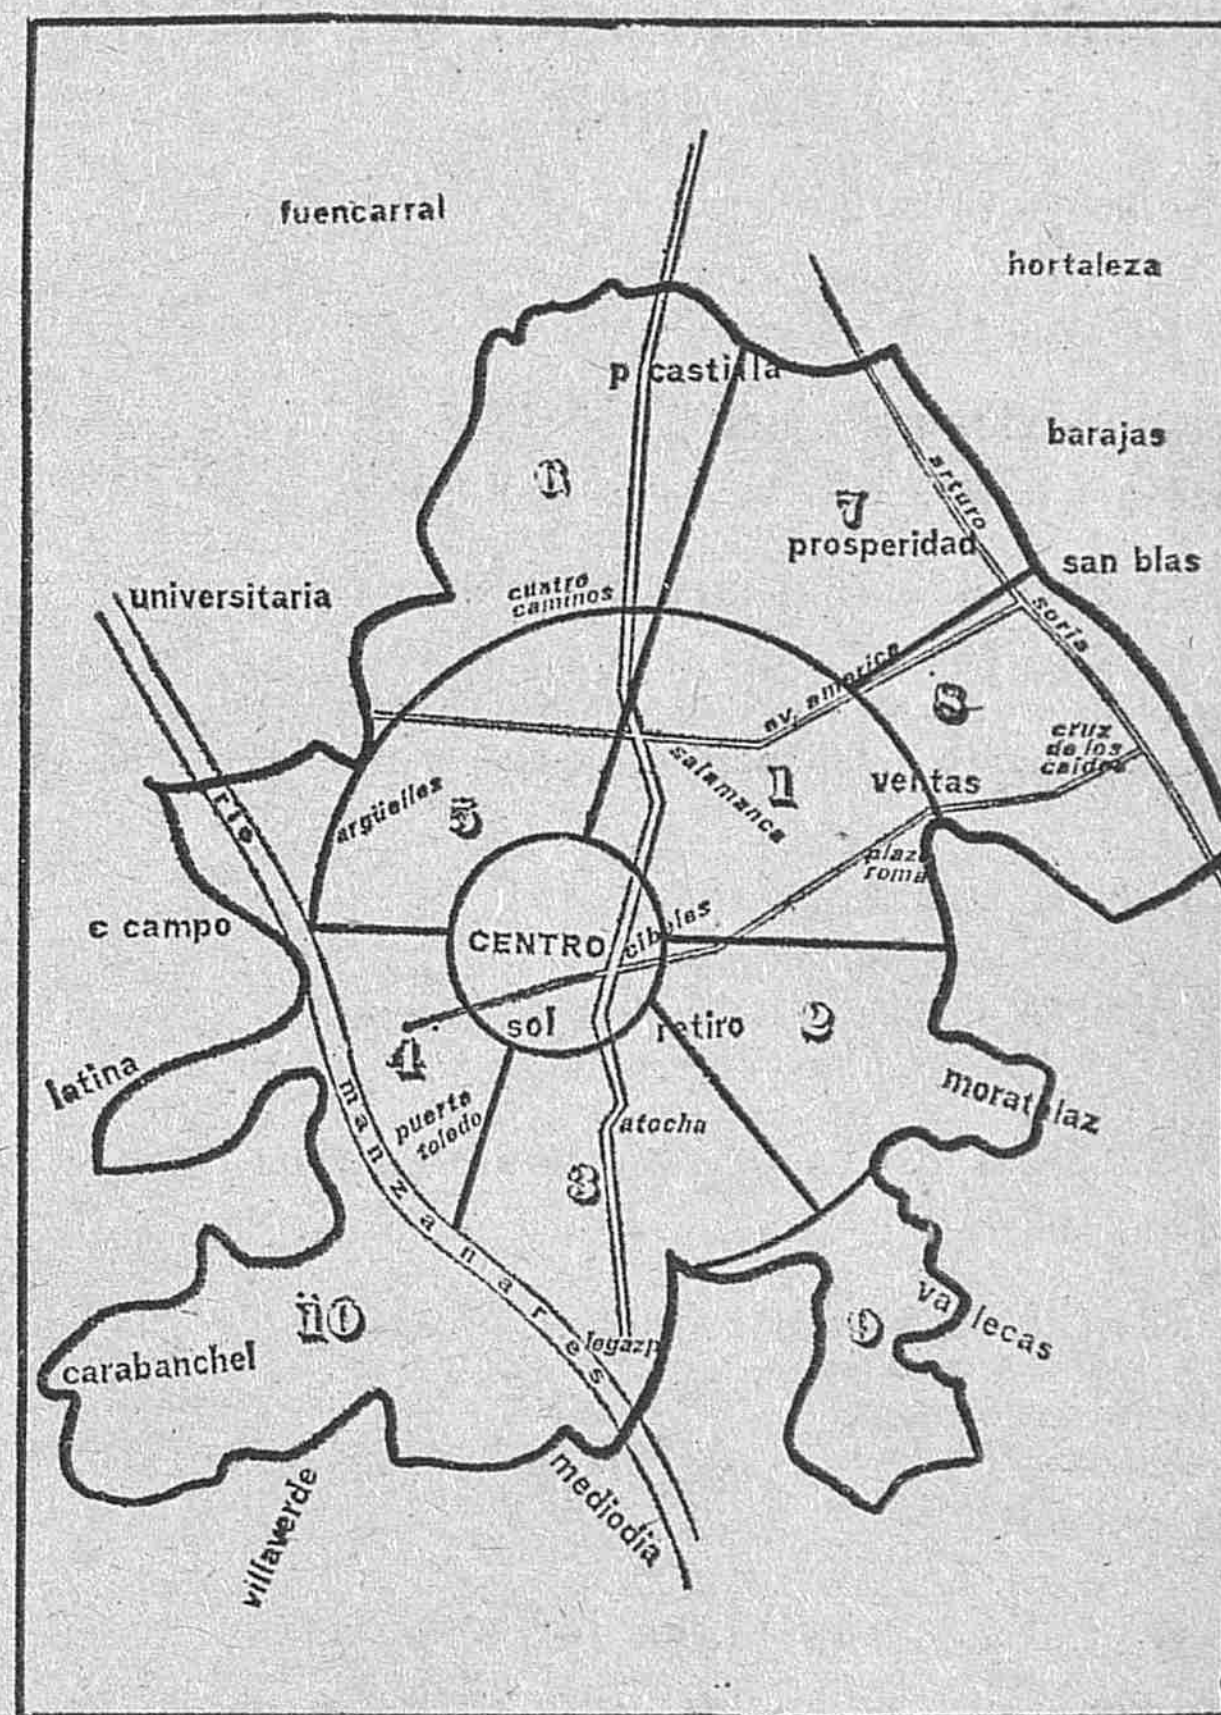 fuencarral
hortaleza
p castilla
barajas
6
7
arturo
prosperidad
san blas
cuatro
caminos
universitaria
soria
av. america
8
cruz
de los
caidos
salamanca
1
ventas
argüelles
5
rio
plaza
roma
c campo
CENTRO
cibeles
sol
retiro
2
latina
4
moratalaz
puerta
toledo
atocha
manzanares
3
vallecas
10
9
legazpi
carabanchel
mediodia
villaverde